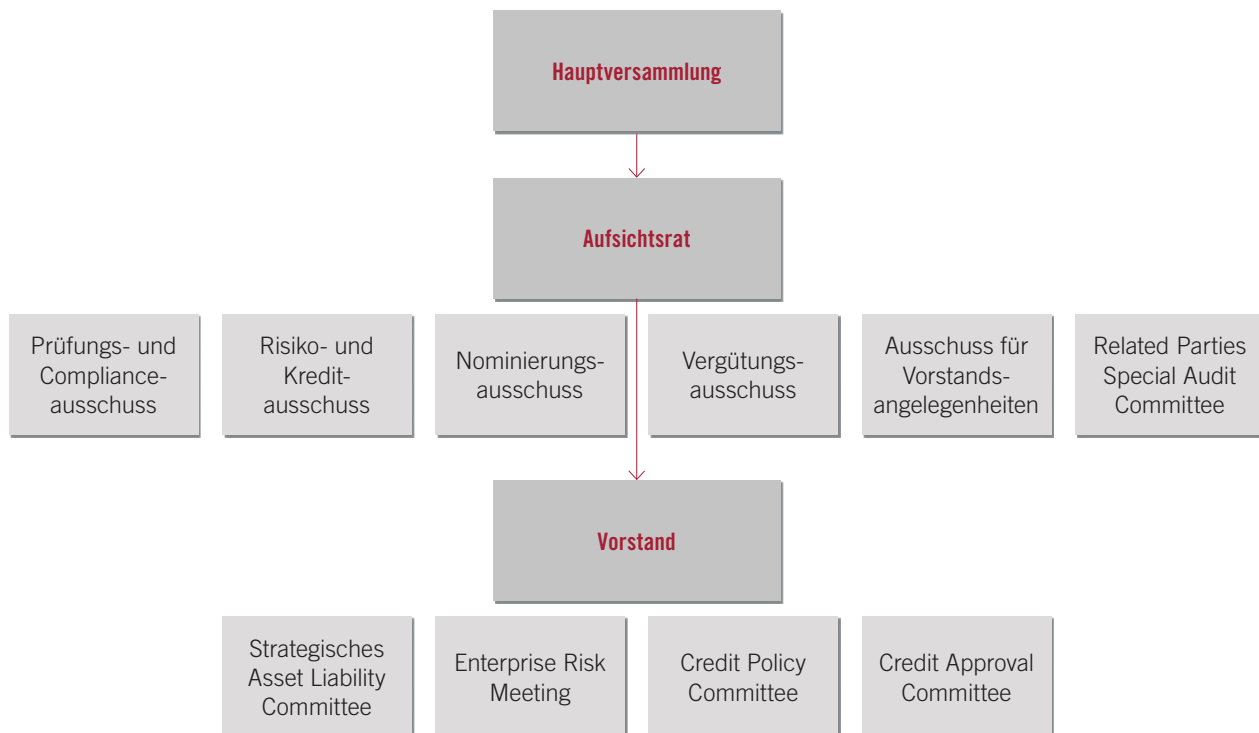 Hauptversammlung
Aufsichtsrat
Prüfungs- und
Compliance-
ausschuss
Risiko- und
Kredit-
ausschuss
Nominierungs-
ausschuss
Vergütungs-
ausschuss
Ausschuss für
Vorstands-
angelegenheiten
Related Parties
Special Audit
Committee
Vorstand
Strategisches
Asset Liability
Committee
Enterprise Risk
Meeting
Credit Policy
Committee
Credit Approval
Committee